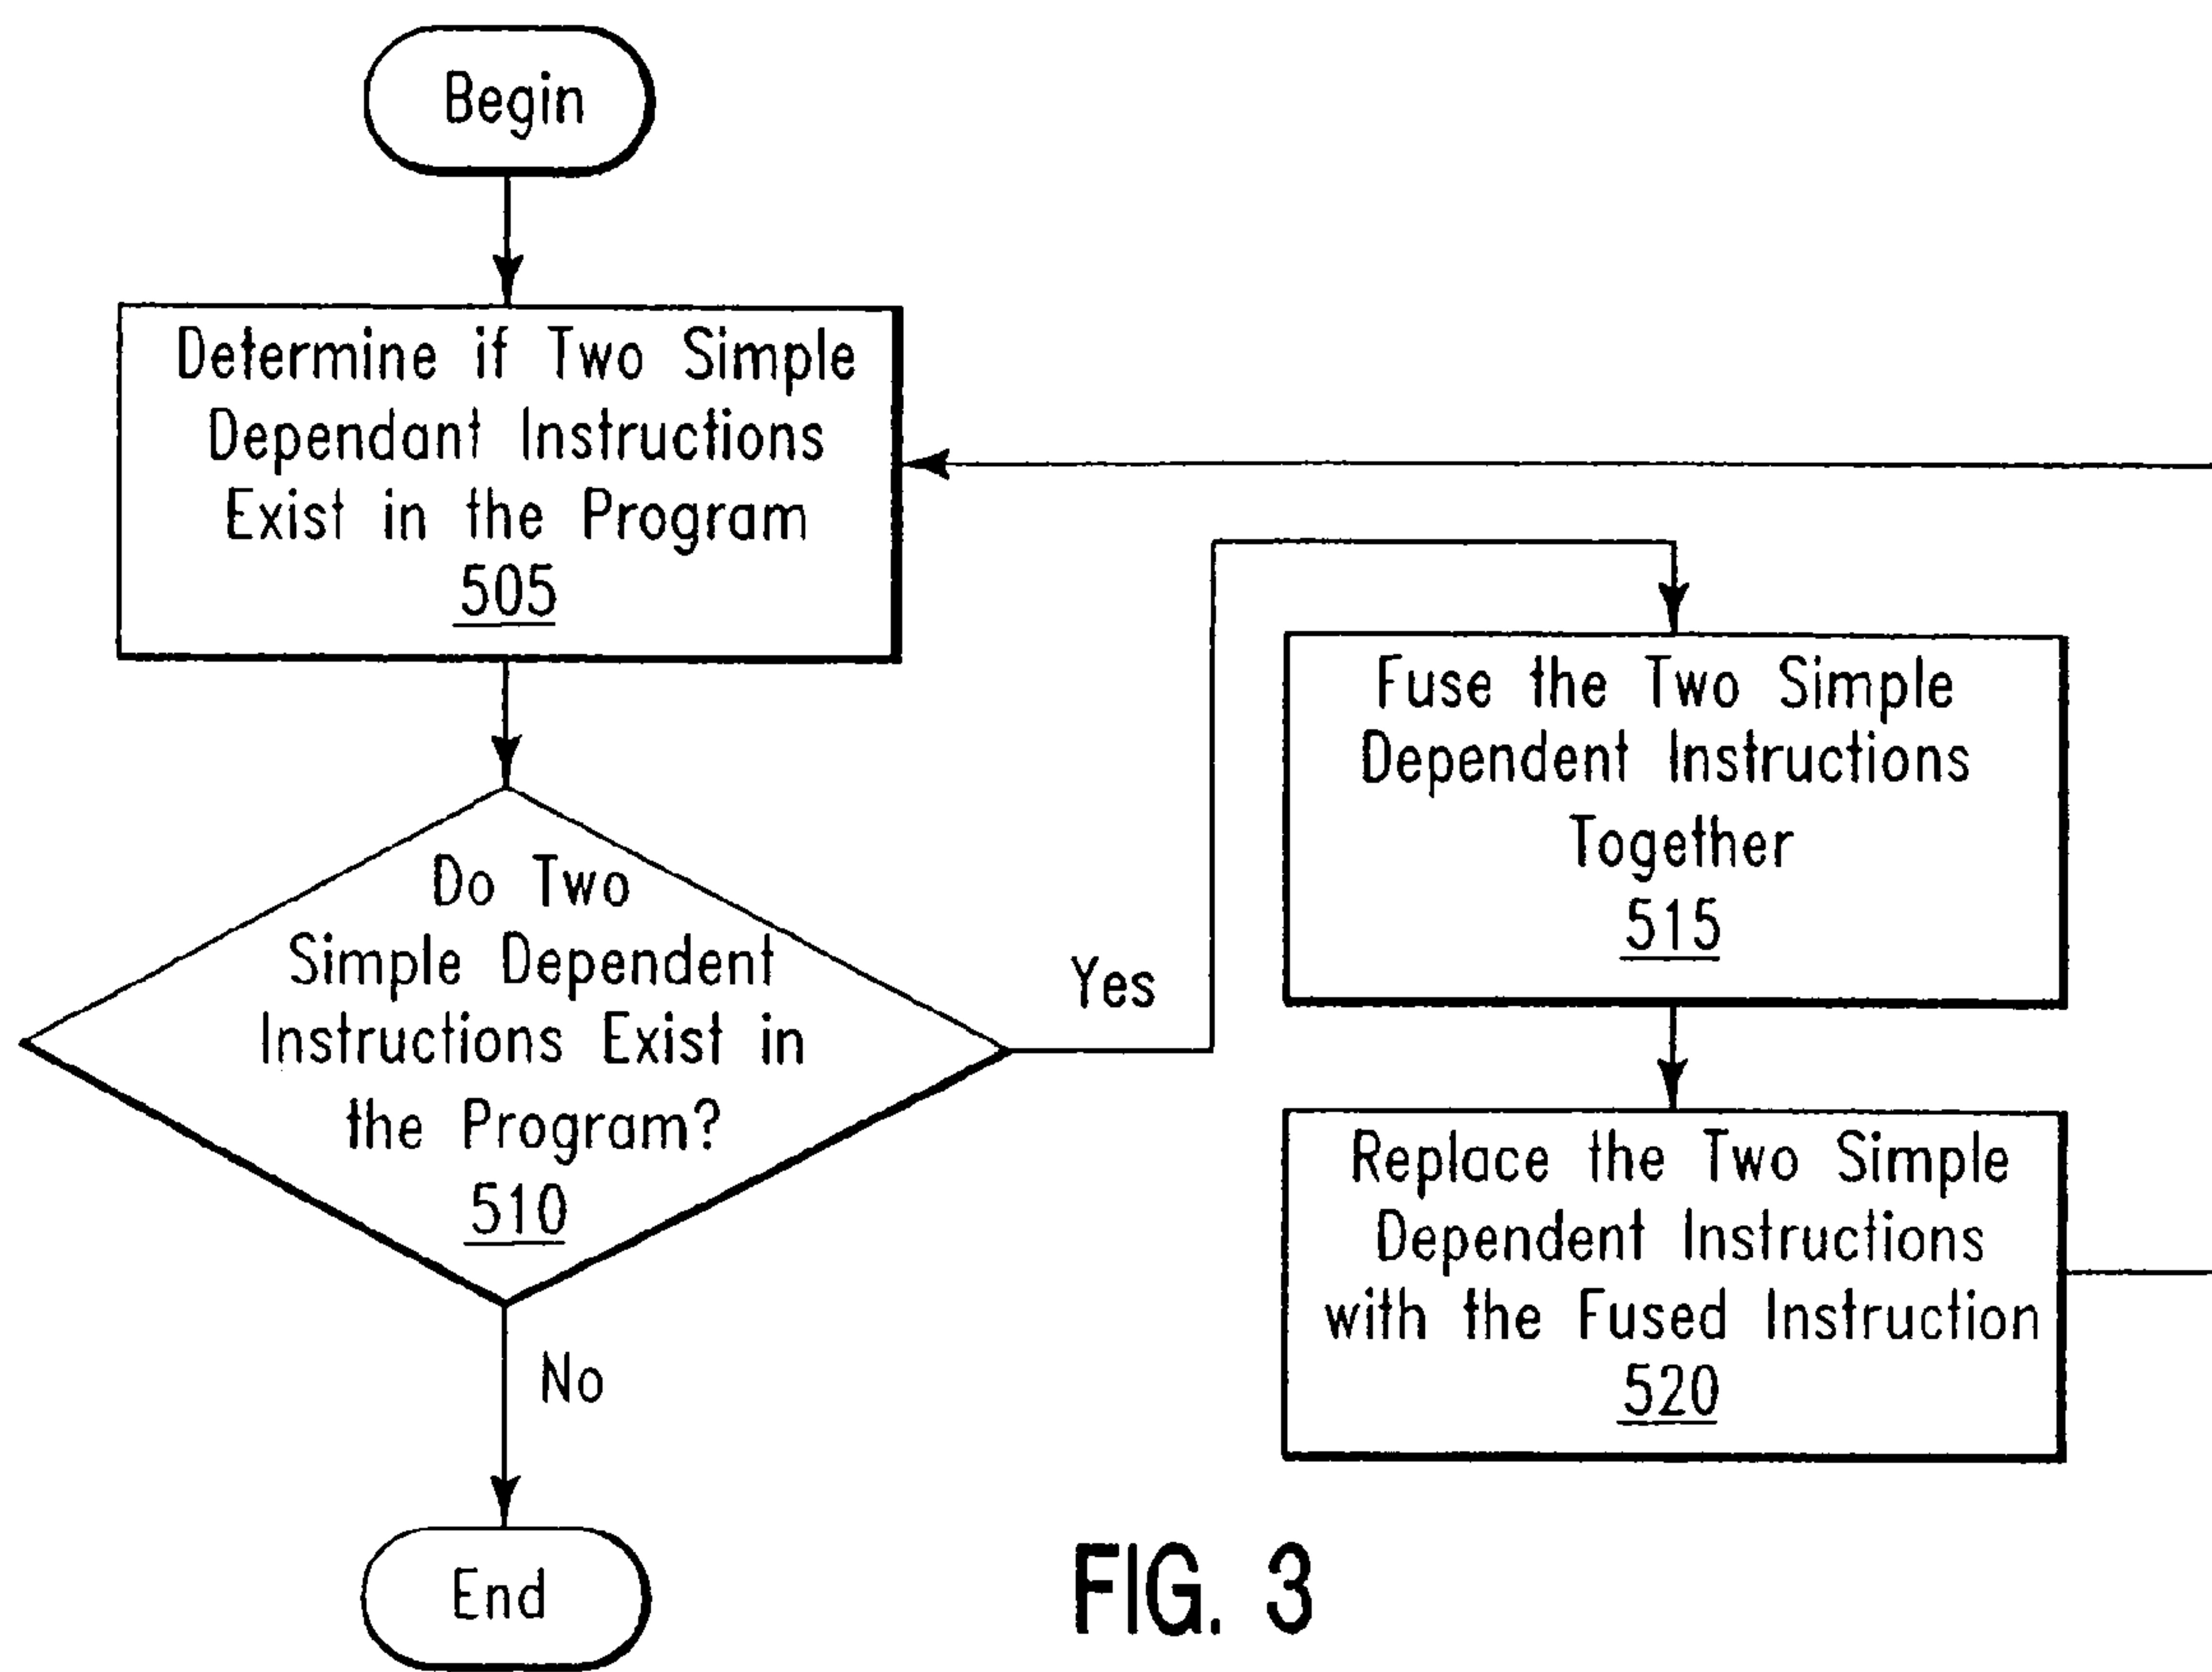 Begin
Determine if Two Simple
Dependant Instructions
Exist in the Program
505
Do Two
Simple Dependent
Instructions Exist in
the Program?
510
Yes
No
End
Fuse the Two Simple
Dependent Instructions
Together
515
Replace the Two Simple
Dependent Instructions
with the Fused Instruction
520
FIG. 3